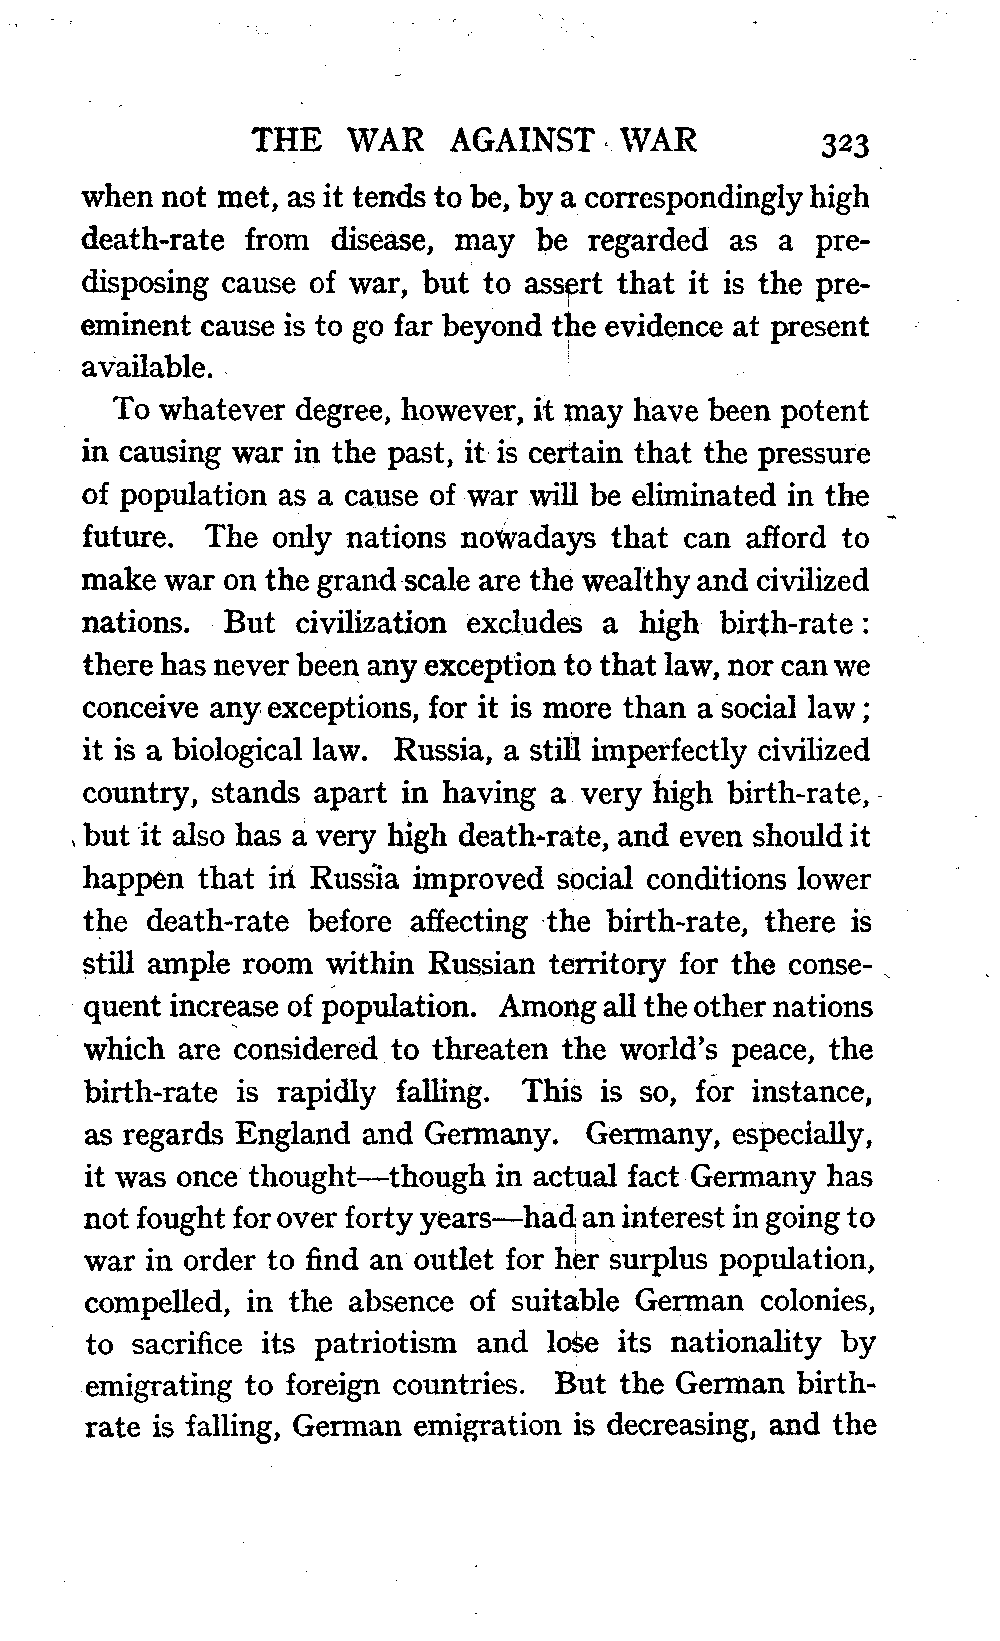 THE WAR AGAINST WAR 323
when not met, as it tends to be, by a correspondingly high
death-rate from disease, may be regarded as a pre-
disposing cause of war, but to assert that it is the pre-
eminent cause is to go far beyond the evidence at present
available.
To whatever degree, however, it may have been potent
in causing war in the past, it is certain that the pressure
of population as a cause of war will be eliminated in the
future. The only nations nowadays that can afford to
make war on the grand scale are the wealthy and civilized
nations. But civilization excludes a high birth-rate :
there has never been any exception to that law, nor can we
conceive any exceptions, for it is more than a social law ;
it is a biological law. Russia, a still imperfectly civilized
country, stands apart in having a very high birth-rate,
but it also has a very high death-rate, and even should it
happen that in Russia improved social conditions lower
the death-rate before affecting the birth-rate, there is
still ample room within Russian territory for the conse-
quent increase of population. Among all the other nations
which are considered to threaten the world's peace, the
birth-rate is rapidly falling. This is so, for instance,
as regards England and Germany. Germany, especially,
it was once thought—though in actual fact Germany has
not fought for over forty years—had an interest in going to
war in order to find an outlet for her surplus population,
compelled, in the absence of suitable German colonies,
to sacrifice its patriotism and lose its nationality by
emigrating to foreign countries. But the German birth-
rate is falling, German emigration is decreasing, and the